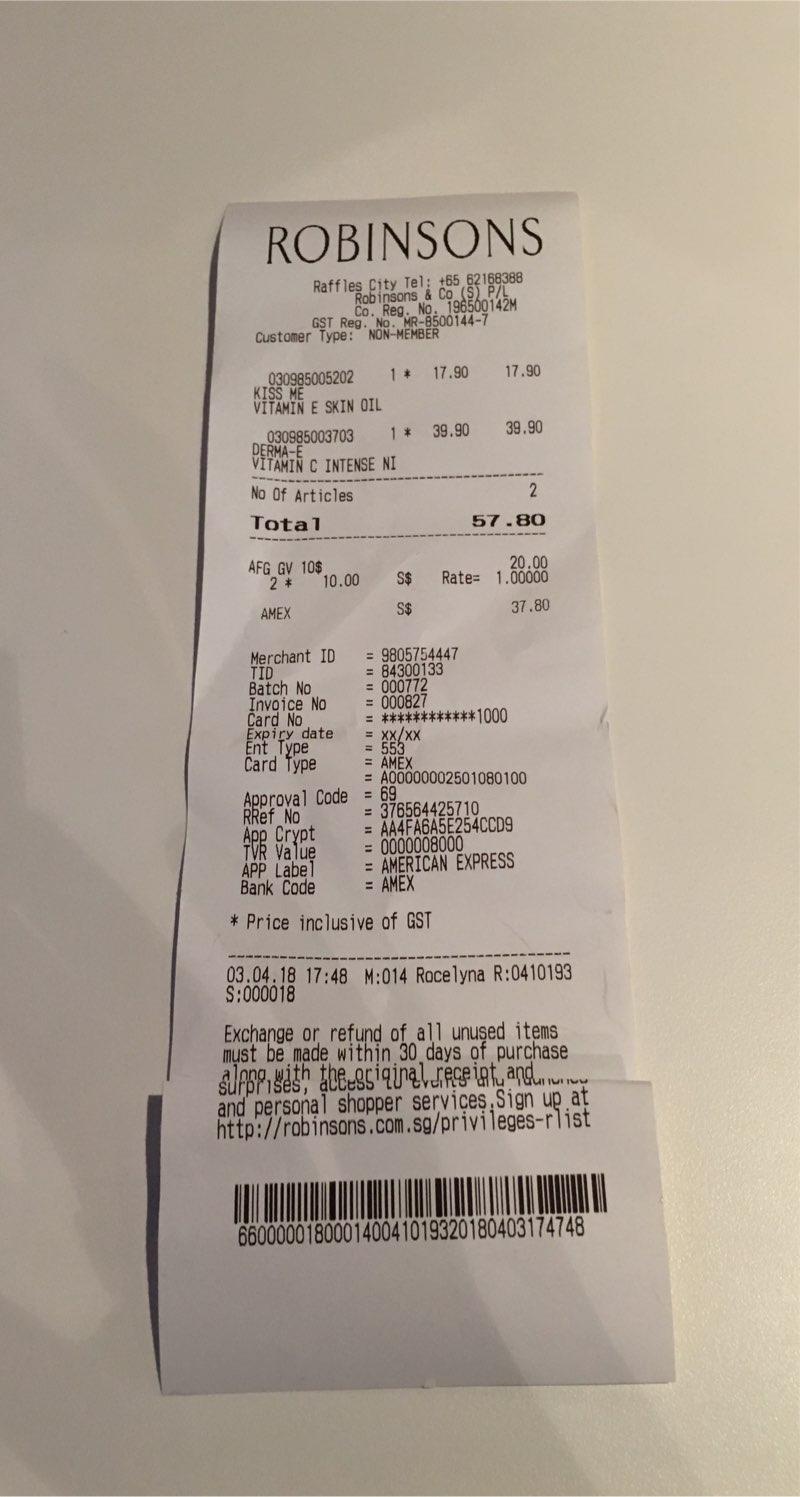 ROBINSONS
Raffles City Tel: +65 62168388
Robinsons & Co (S) P/L
Co. Reg. No. 196500142M
GST Reg. No. MR-8500144-7
Customer Type: NON-MEMBER
030985005202 1 * 17.90 17.90
KISS ME
VITAMIN E SKIN OIL
030985003703 1 * 39.90 39.90
DERMA-E
VITAMIN C INTENSE NI
No Of Articles 2
Total 57.80
AFG GV 10$ 20.00
2 * 10.00 S$ Rate= 1.00000
AMEX S$ 37.80
Merchant ID = 9805754447
TID = 84300133
Batch No = 000772
Invoice No = 000827
Card No = ************1000
Expiry date = xx/xx
Ent Type = 553
Card Type = AMEX
= A00000002501080100
Approval Code = 69
RRef No = 376564425710
App Crypt = AA4FA6A5E254CCD9
TVR Value = 0000008000
APP Label = AMERICAN EXPRESS
Bank Code = AMEX
* Price inclusive of GST
03.04.18 17:48 M:014 Rocelyna R:0410193
S:000018
Exchange or refund of all unused items
must be made within 30 days of purchase
along with the original receipt and
surprises, access to events and
and personal shopper services.Sign up at
http://robinsons.com.sg/privileges-rlist
660000018000140041019320180403174748